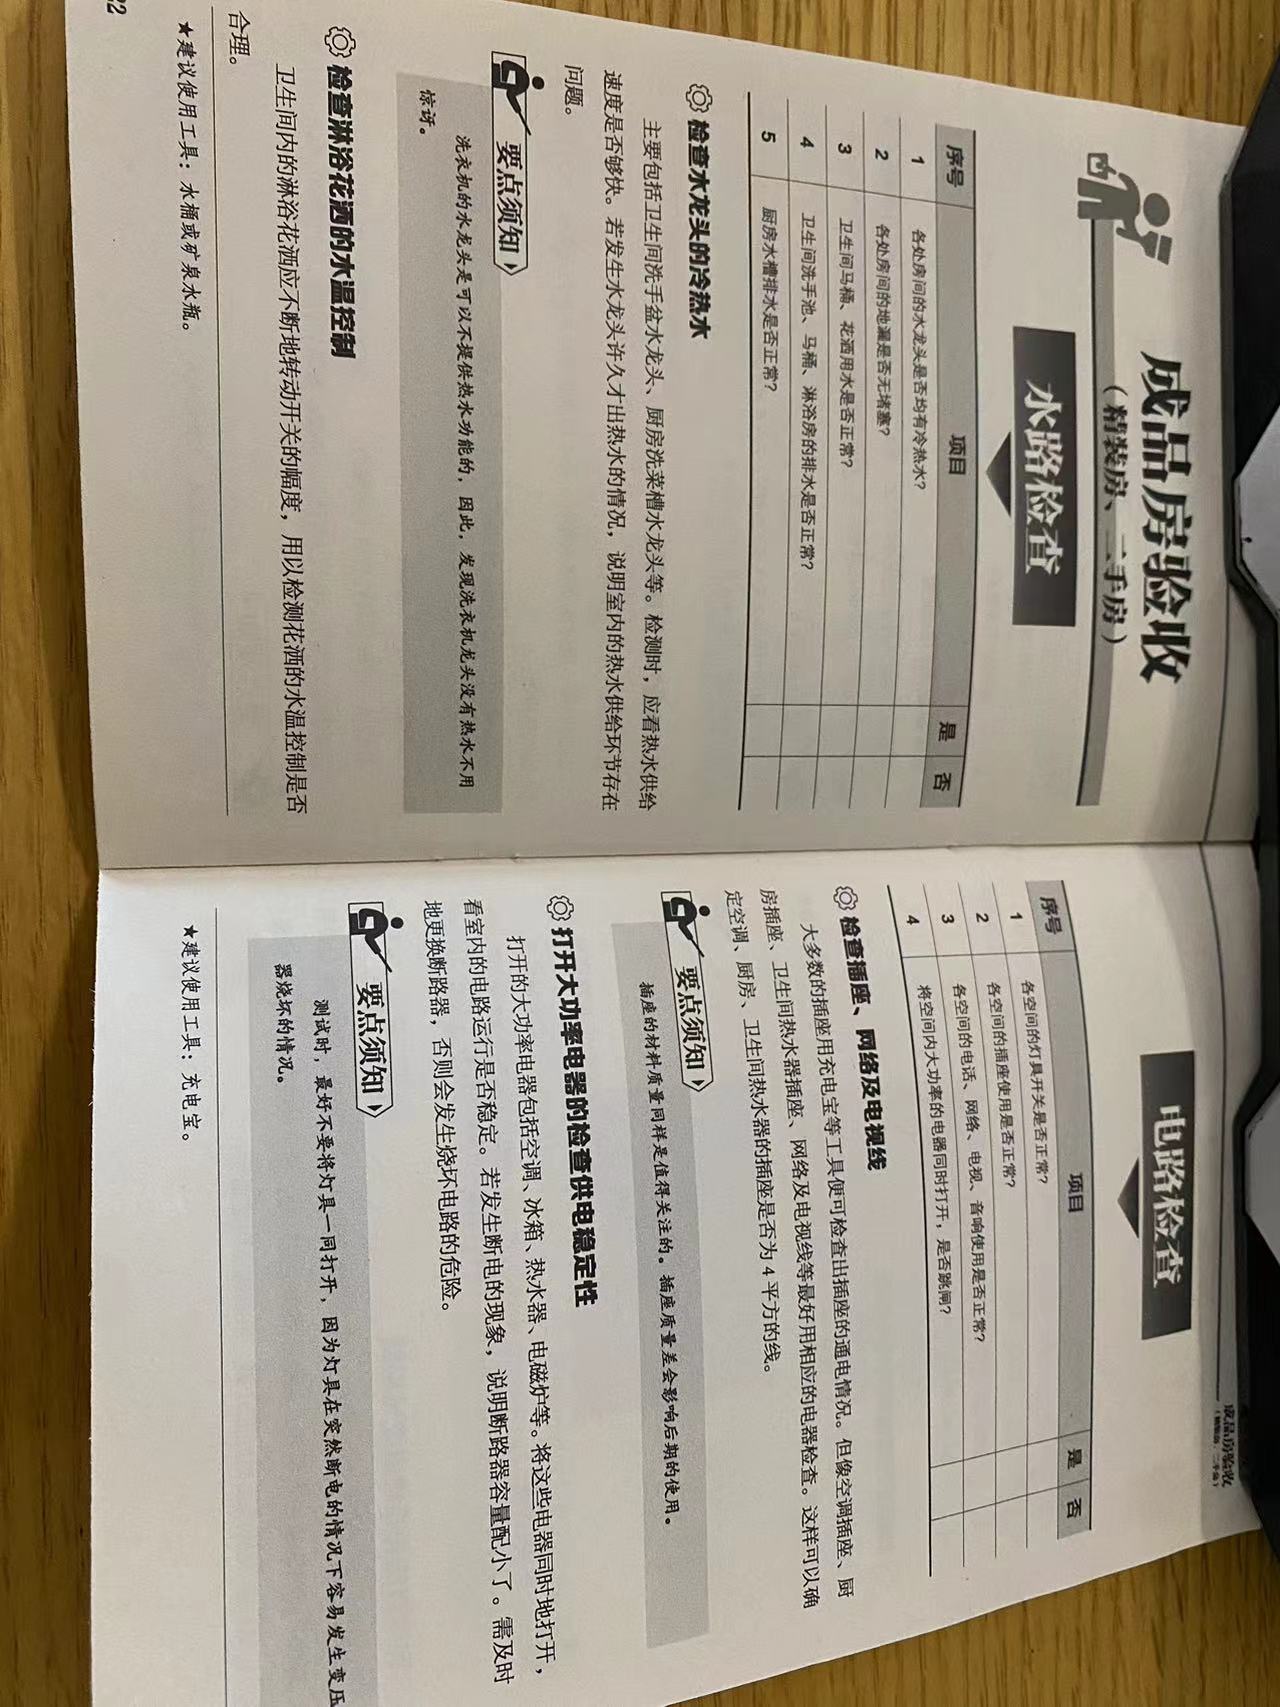 成品房验收
（精装房、二手房）
水路检查
序号 项目 是 否
1 各处房间的水龙头是否均有冷热水？
2 各处房间的地漏是否无堵塞？
3 卫生间马桶、花洒用水是否正常？
4 卫生间洗手池、马桶、淋浴房的排水是否正常？
5 厨房水槽排水是否正常？
检查水龙头的冷热水
主要包括卫生间洗手盆水龙头、厨房洗菜槽水龙头等。检测时，应看热水供给
速度是否够快。若发生水龙头许久才出热水的情况，说明室内的热水供给环节存在
问题。
要点须知
洗衣机的水龙头是可以不提供热水功能的，因此，发现洗衣机龙头没有热水不用
惊讶。
检查淋浴花洒的水温控制
卫生间内的淋浴花洒应不断地转动开关的幅度，用以检测花洒的水温控制是否
合理。
★建议使用工具：水桶或矿泉水瓶。
22
成品房验收
（精装房、二手房）
电路检查
序号 项目 是 否
1 各空间的灯具开关是否正常？
2 各空间的插座使用是否正常？
3 各空间的电话、网络、电视、音响使用是否正常？
4 将空间内大功率的电器同时打开，是否跳闸？
检查插座、网络及电视线
大多数的插座用充电宝等工具便可检查出插座的通电情况。但像空调插座、厨
房插座、卫生间热水器插座、网络及电视线等最好用相应的电器检查。这样可以确
定空调、厨房、卫生间热水器的插座是否为 4 平方的线。
要点须知
插座的材料质量同样是值得关注的。插座质量差会影响后期的使用。
打开大功率电器的检查供电稳定性
打开的大功率电器包括空调、冰箱、热水器、电磁炉等。将这些电器同时地打开，
看室内的电路运行是否稳定。若发生断电的现象，说明断路器容量配小了。需及时
地更换断路器，否则会发生烧坏电路的危险。
要点须知
测试时，最好不要将灯具一同打开，因为灯具在突然断电的情况下容易发生变压
器烧坏的情况。
★建议使用工具：充电宝。